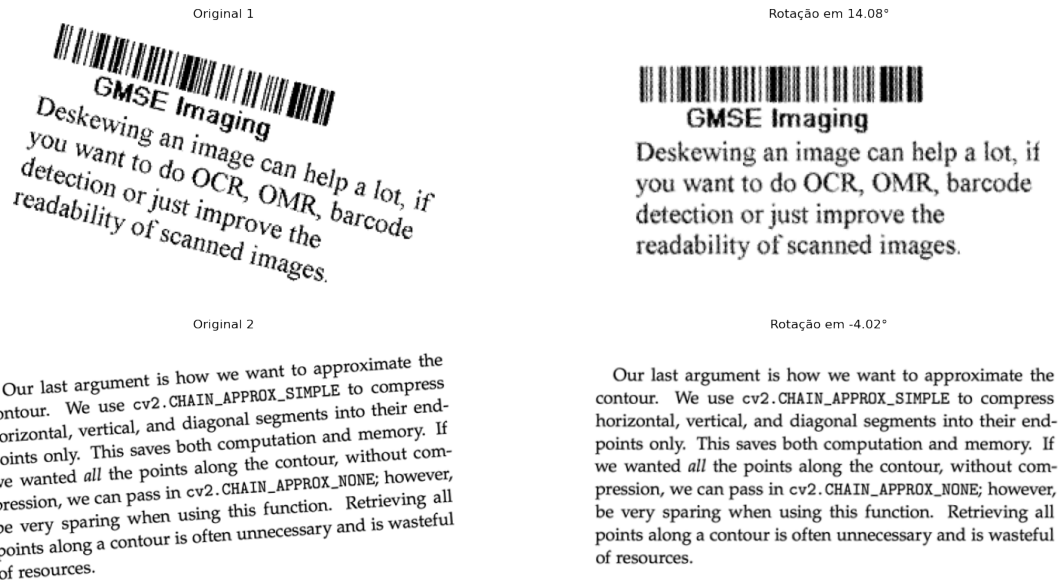 Original 1
GMSE Imaging
Deskewing an image can help a lot, if
you want to do OCR, OMR, barcode
detection or just improve the
readability of scanned images.
Rotação em 14.08°
GMSE Imaging
Deskewing an image can help a lot, if
you want to do OCR, OMR, barcode
detection or just improve the
readability of scanned images.
Original 2
Our last argument is how we want to approximate the
ontour. We use cv2.CHAIN_APPROX_SIMPLE to compress
orizontal, vertical, and diagonal segments into their end-
oints only. This saves both computation and memory. If
we wanted all the points along the contour, without com-
pression, we can pass in cv2.CHAIN_APPROX_NONE; however,
be very sparing when using this function. Retrieving all
points along a contour is often unnecessary and is wasteful
of resources.
Rotação em -4.02°
Our last argument is how we want to approximate the
contour. We use cv2.CHAIN_APPROX_SIMPLE to compress
horizontal, vertical, and diagonal segments into their end-
points only. This saves both computation and memory. If
we wanted all the points along the contour, without com-
pression, we can pass in cv2.CHAIN_APPROX_NONE; however,
be very sparing when using this function. Retrieving all
points along a contour is often unnecessary and is wasteful
of resources.